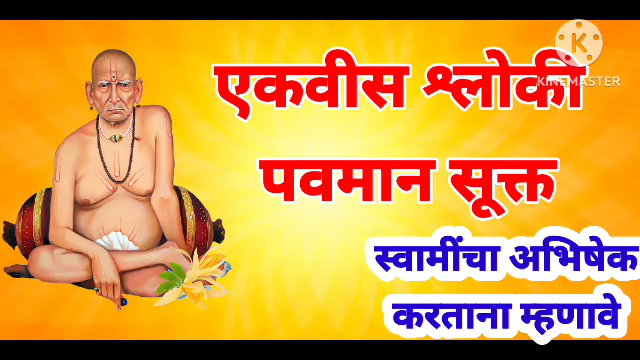 एकवीस श्लोकी
K
KINEMASTER
पवमान सूक्त
स्वामींचा अभिषेक
करताना म्हणावे